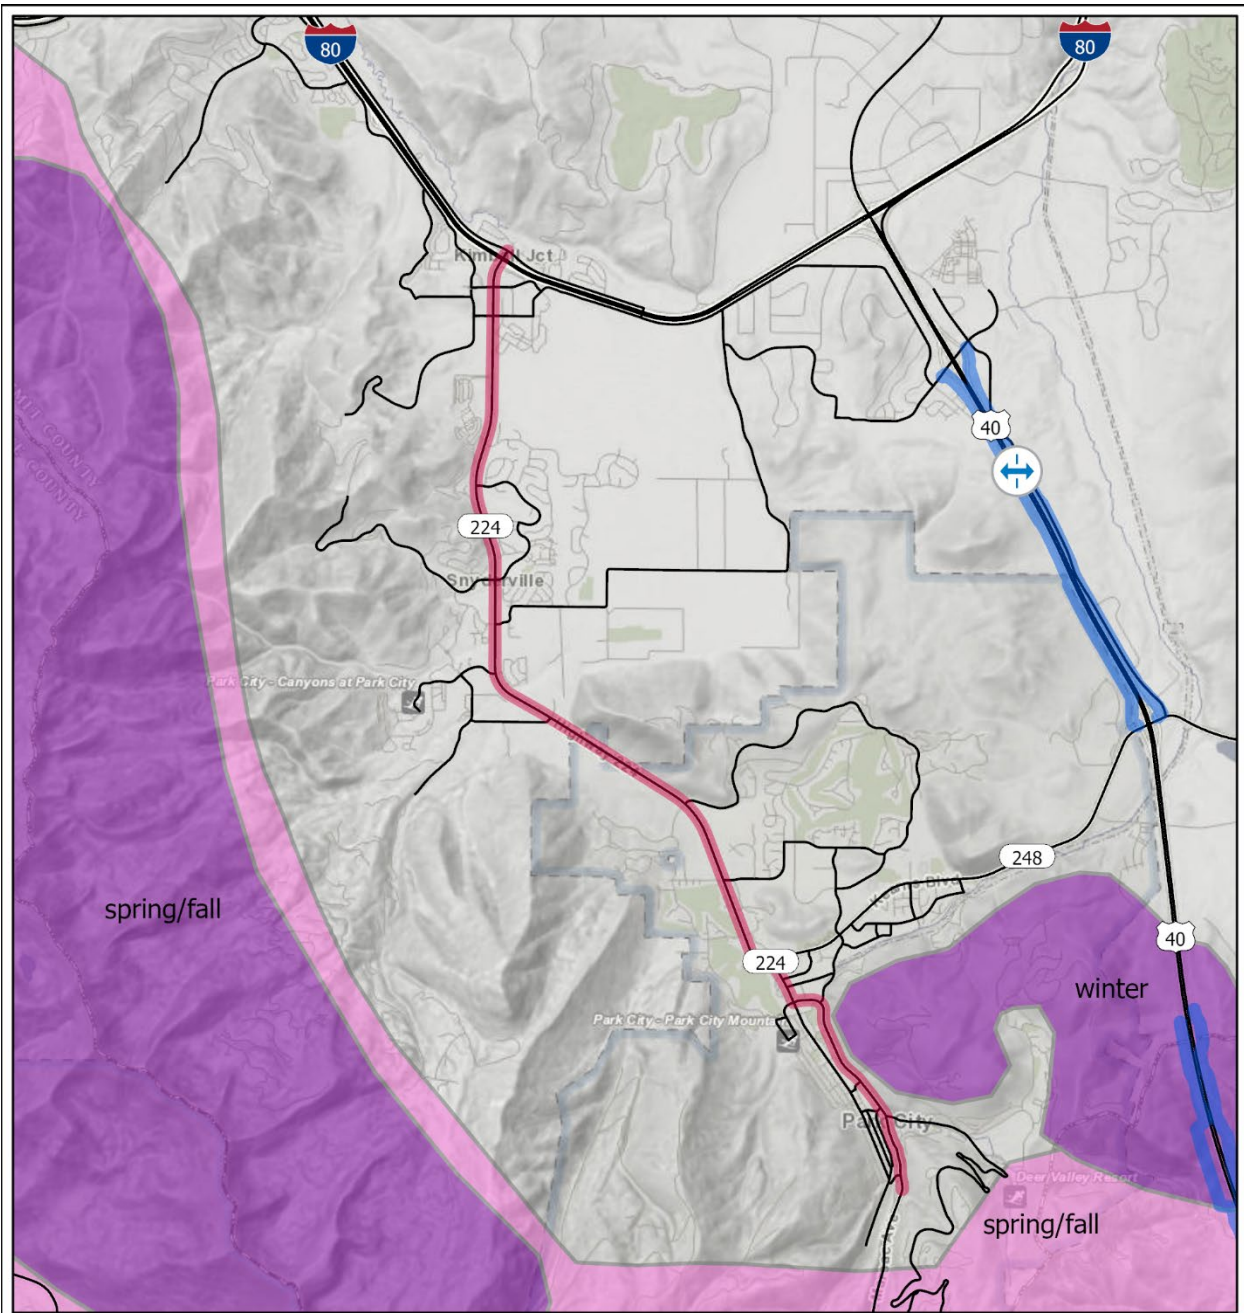 80
80
Kimball Jct
40
224
Snyderville
Park City - Canyons at Park City
248
spring/fall
40
224
winter
Park City - Park City Mounta
Park City
Deer Valley Resort
spring/fall